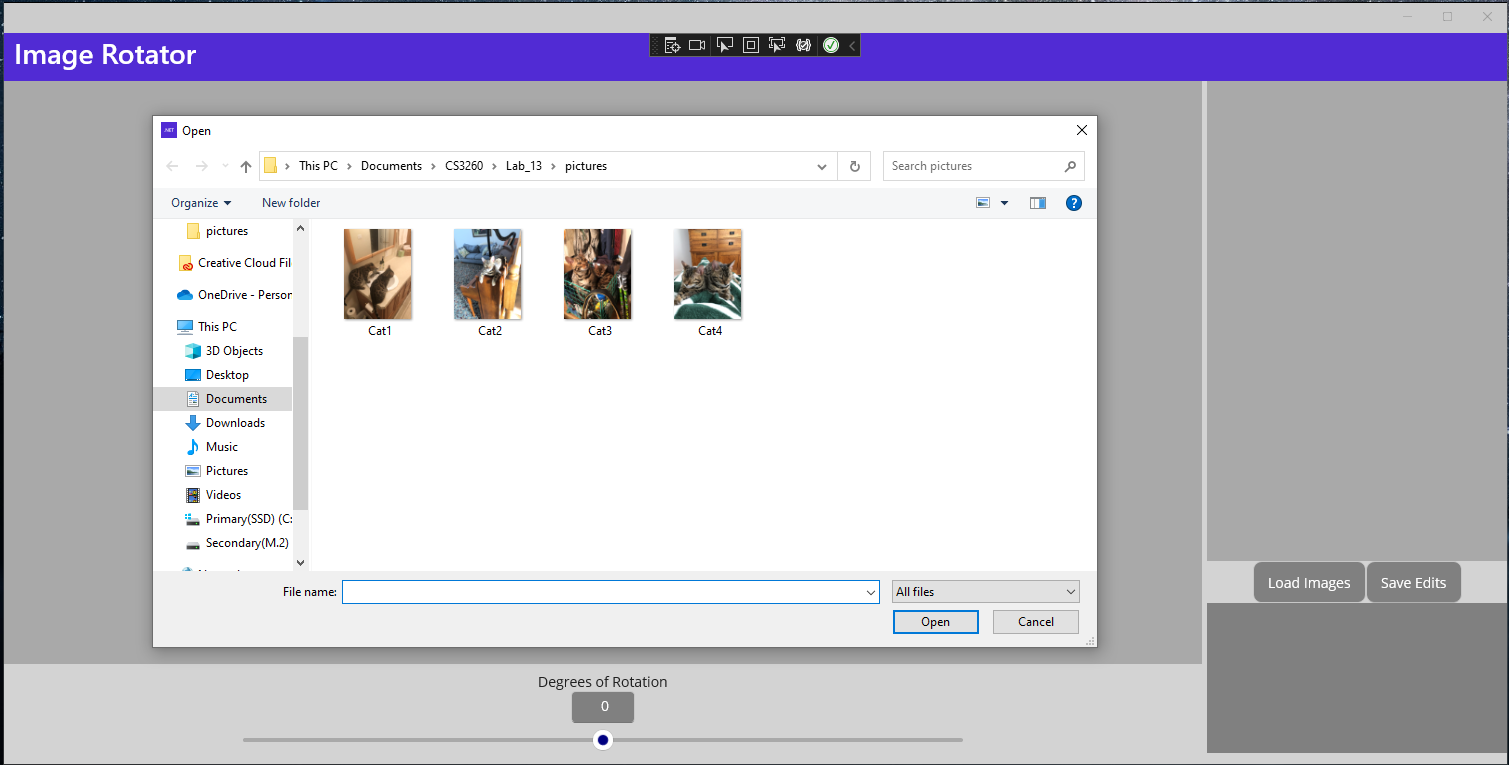 Image Rotator
.NET Open
This PC Documents CS3260 Lab_13 pictures
Search pictures
Organize New folder
?
pictures
Creative Cloud Fil
OneDrive - Person
This PC
3D Objects
Desktop
Documents
Downloads
Music
Pictures
Videos
Primary(SSD) (C:
Secondary(M.2)
Cat1 Cat2 Cat3 Cat4
File name:
All files
Open Cancel
Load Images Save Edits
Degrees of Rotation
0